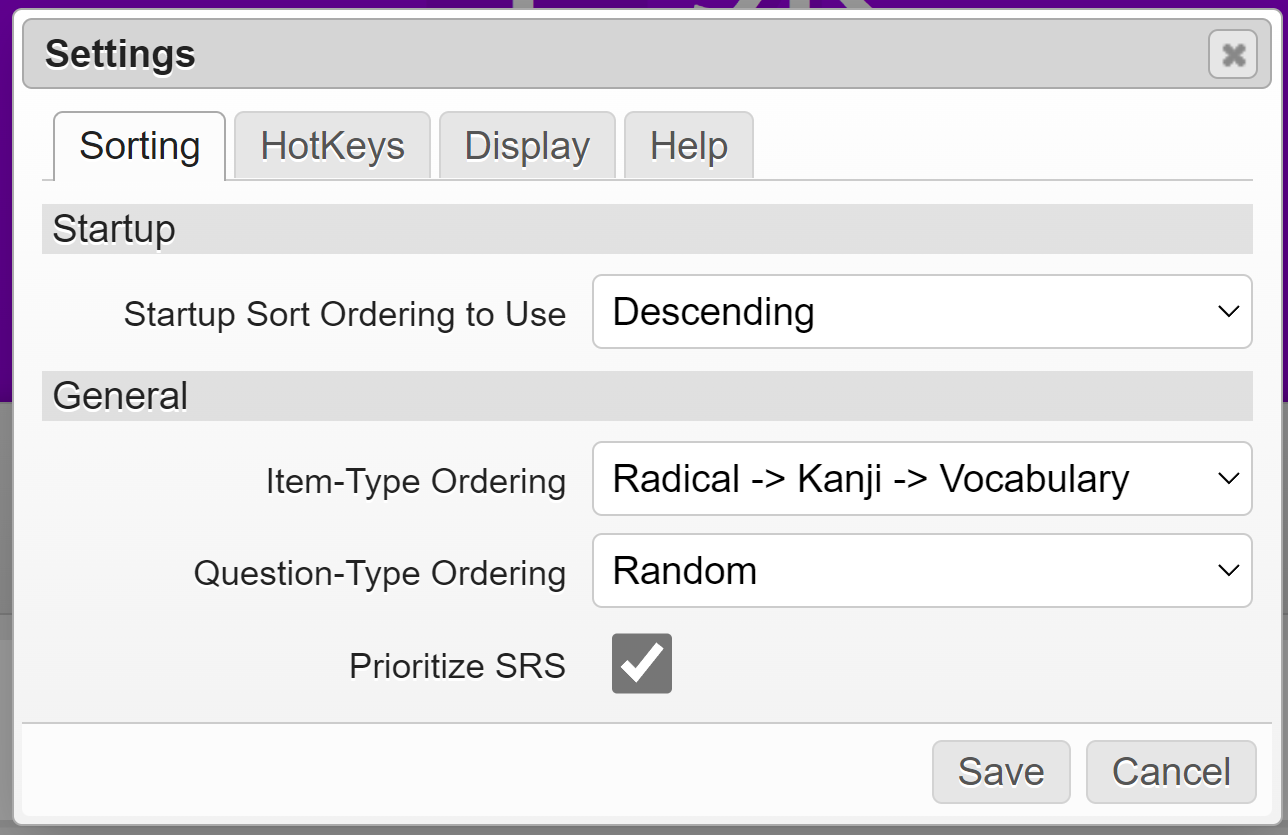 Settings
Sorting HotKeys Display Help
Startup
Startup Sort Ordering to Use Descending
General
Item-Type Ordering Radical -> Kanji -> Vocabulary
Question-Type Ordering Random
Prioritize SRS
Save Cancel